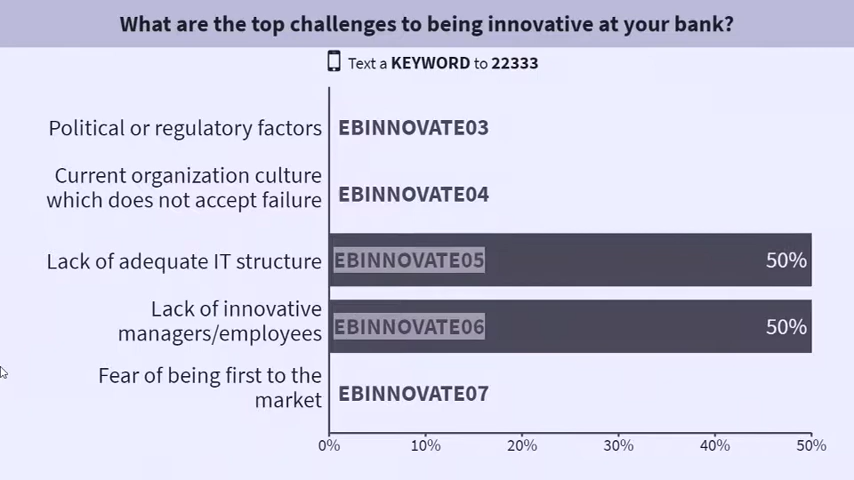 What are the top challenges to being innovative at your bank?
Text a KEYWORD to 22333
Political or regulatory factors EBINNOVATE03
Current organization culture
which does not accept failure EBINNOVATE04
Lack of adequate IT structure EBINNOVATE05 50%
Lack of innovative
managers/employees EBINNOVATE06 50%
Fear of being first to the
market EBINNOVATE07
0% 10% 20% 30% 40% 50%